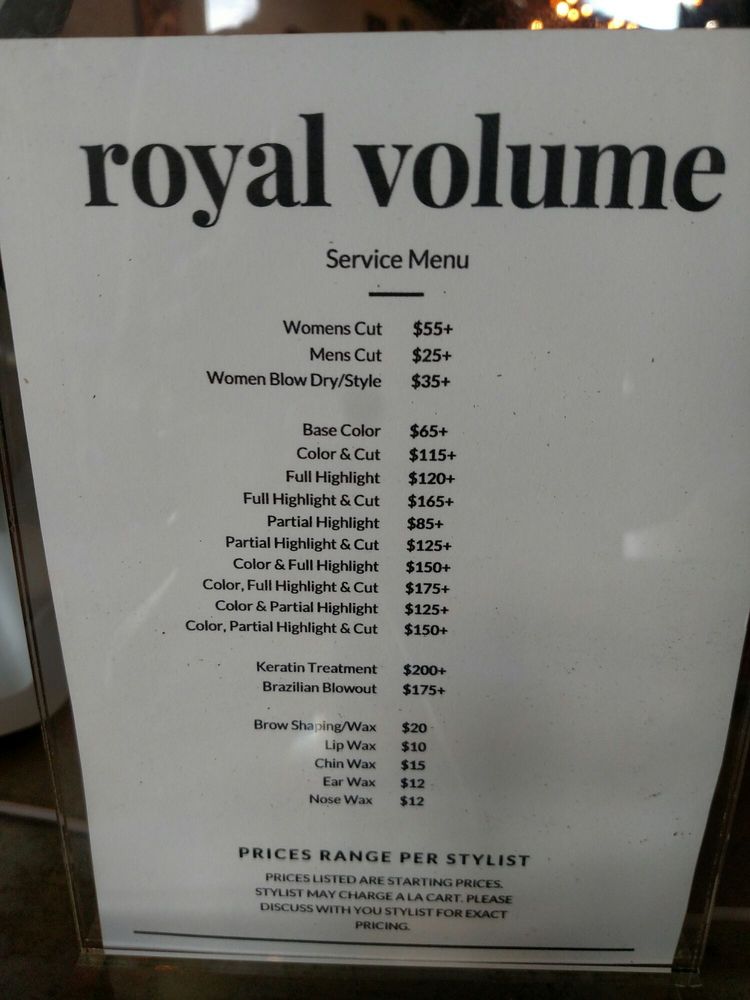 royal volume
Service Menu
Womens Cut $55+
Mens Cut $25+
Women Blow Dry/Style $35+
Base Color $65+
Color & Cut $115+
Full Highlight $120+
Full Highlight & Cut $165+
Partial Highlight $85+
Partial Highlight & Cut $125+
Color & Full Highlight $150+
Color, Full Highlight & Cut $175+
Color & Partial Highlight $125+
Color, Partial Highlight & Cut $150+
Keratin Treatment $200+
Brazilian Blowout $175+
Brow Shaping/Wax $20
Lip Wax $10
Chin Wax $15
Ear Wax $12
Nose Wax $12
PRICES RANGE PER STYLIST
PRICES LISTED ARE STARTING PRICES.
STYLIST MAY CHARGE A LA CART. PLEASE
DISCUSS WITH YOU STYLIST FOR EXACT
PRICING.